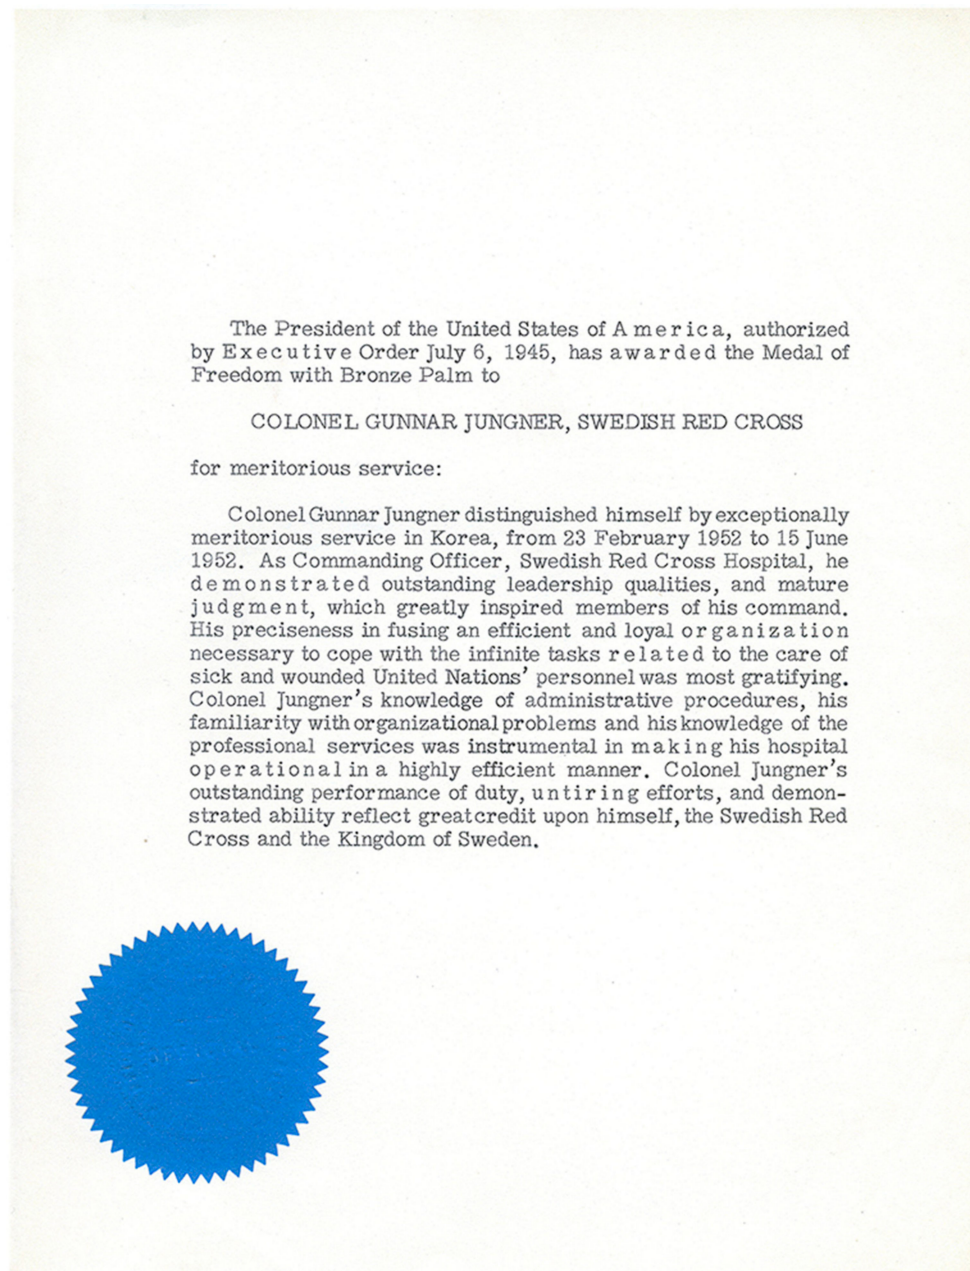 The President of the United States of America, authorized
by Executive Order July 6, 1945, has awarded the Medal of
Freedom with Bronze Palm to
COLONEL GUNNAR JUNGNER, SWEDISH RED CROSS
for meritorious service:
Colonel Gunnar Jungner distinguished himself by exceptionally
meritorious service in Korea, from 23 February 1952 to 15 June
1952. As Commanding Officer, Swedish Red Cross Hospital, he
demonstrated outstanding leadership qualities, and mature
judgment, which greatly inspired members of his command.
His preciseness in fusing an efficient and loyal organization
necessary to cope with the infinite tasks related to the care of
sick and wounded United Nations' personnel was most gratifying.
Colonel Jungner's knowledge of administrative procedures, his
familiarity with organizational problems and his knowledge of the
professional services was instrumental in making his hospital
operational in a highly efficient manner. Colonel Jungner's
outstanding performance of duty, untiring efforts, and demon-
strated ability reflect great credit upon himself, the Swedish Red
Cross and the Kingdom of Sweden.